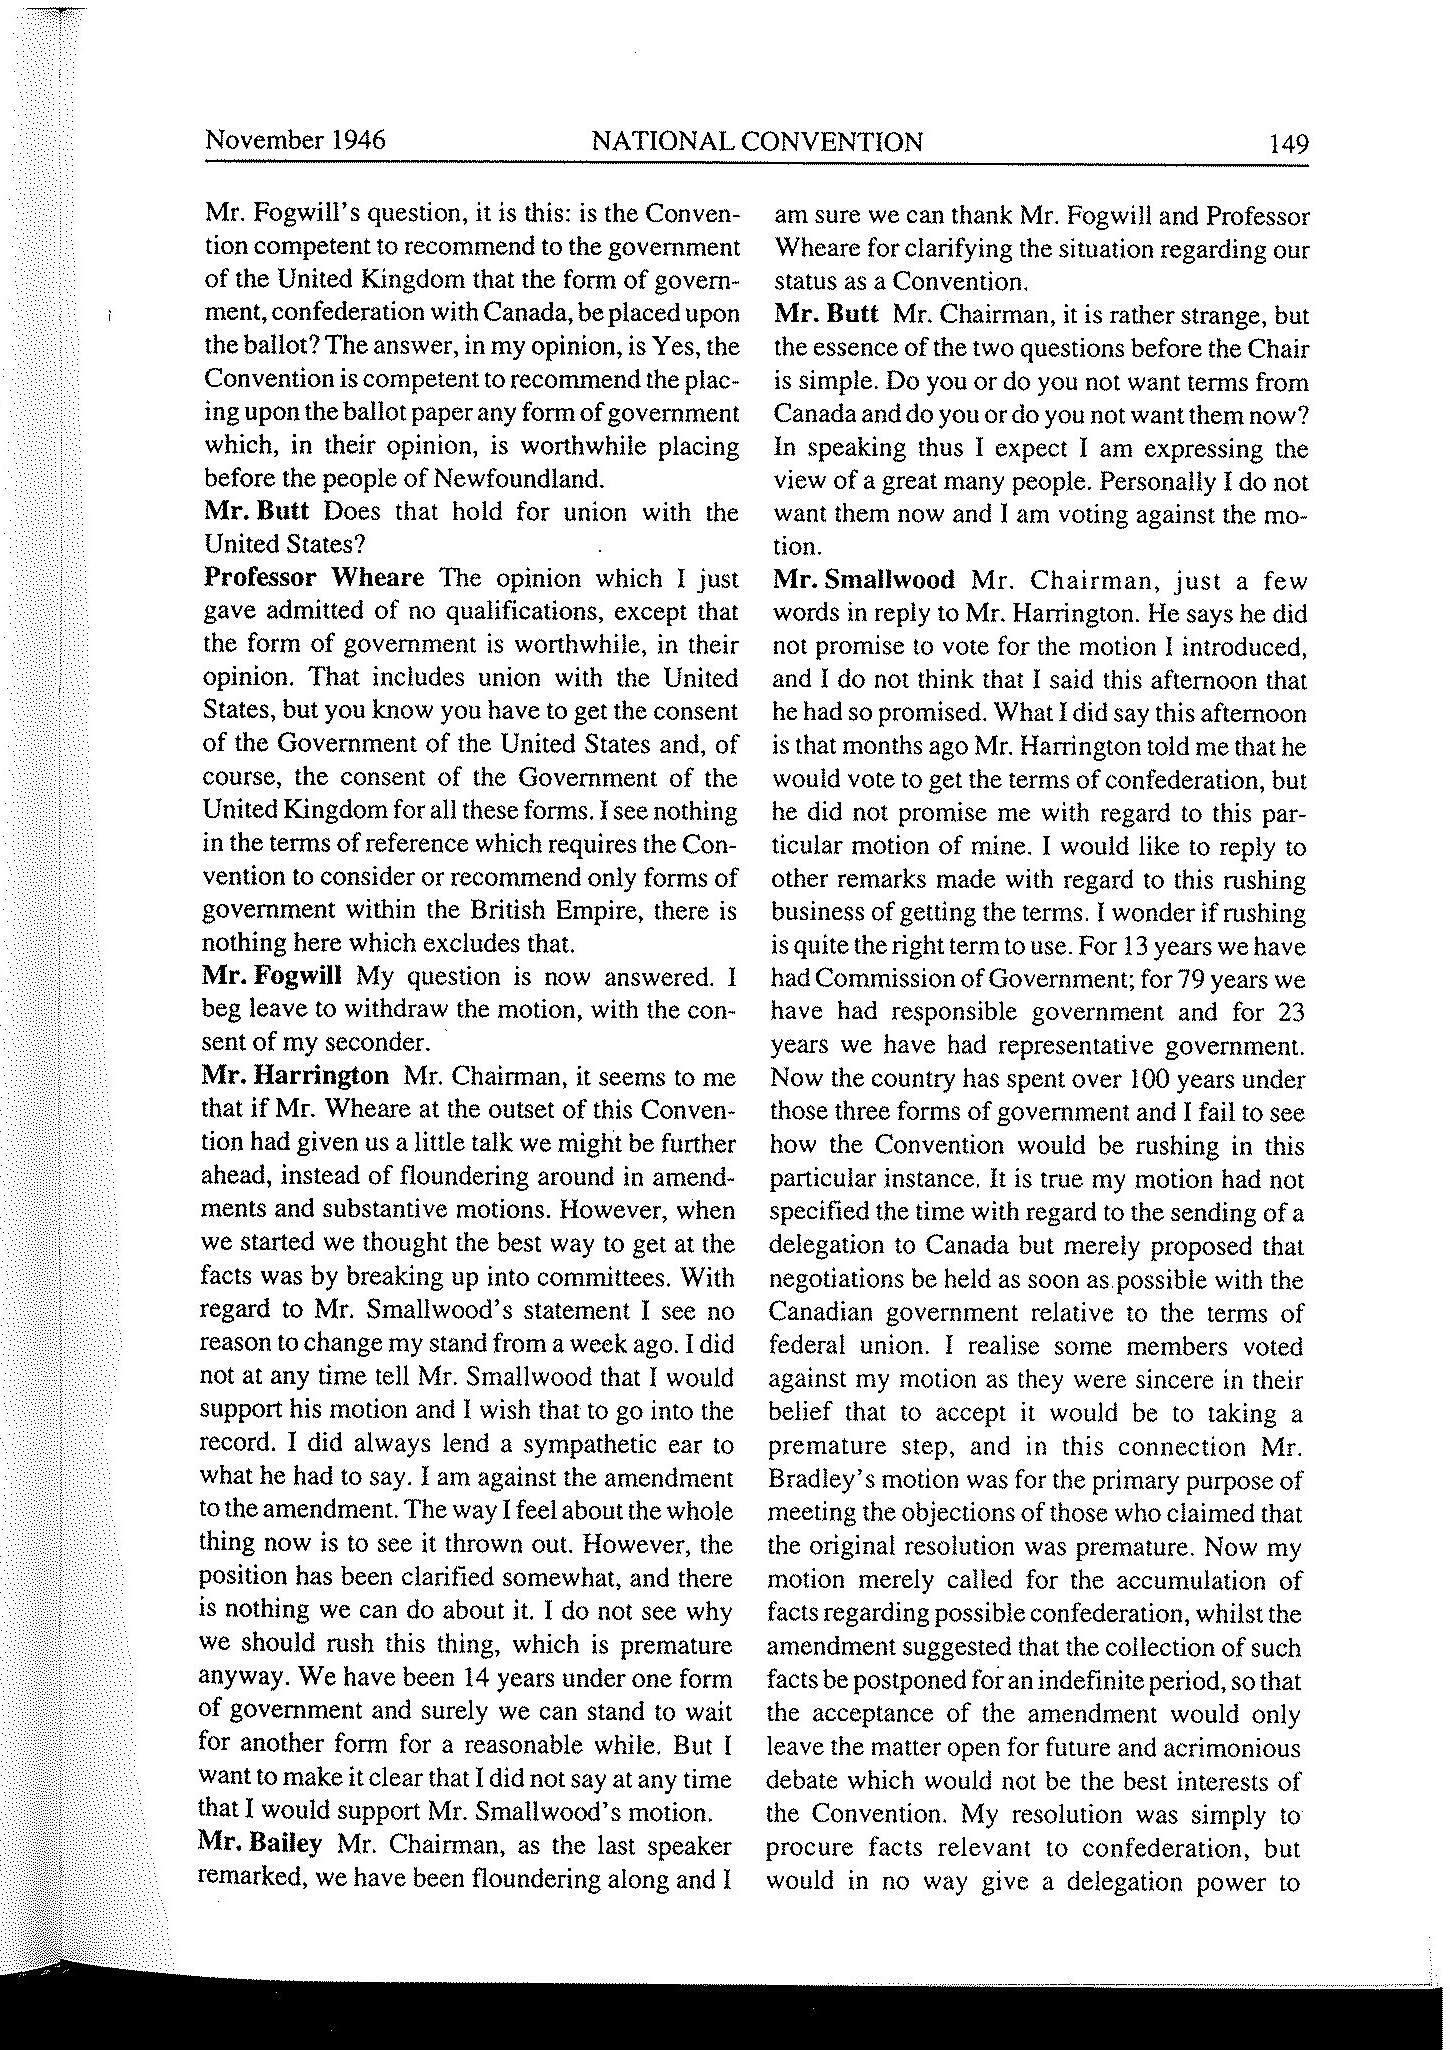 November 1946 NATIONAL CONVENTION 149
Mr. Fogwill's question, it is this: is the Conven-
tion competent to recommend to the government
of the United Kingdom that the form of govern-
ment, confederation with Canada, be placed upon
the ballot? The answer, in my opinion, is Yes, the
Convention is competent to recommend the plac-
ing upon the ballot paper any form of government
which, in their opinion, is worthwhile placing
before the people of Newfoundland.
Mr. Butt Does that hold for union with the
United States?
Professor Wheare The opinion which I just
gave admitted of no qualifications, except that
the form of government is worthwhile, in their
opinion. That includes union with the United
States, but you know you have to get the consent
of the Government of the United States and, of
course, the consent of the Government of the
United Kingdom for all these forms. I see nothing
in the terms of reference which requires the Con-
vention to consider or recommend only forms of
government within the British Empire, there is
nothing here which excludes that.
Mr. Fogwill My question is now answered. I
beg leave to withdraw the motion, with the con-
sent of my seconder.
Mr. Harrington Mr. Chairman, it seems to me
that if Mr. Wheare at the outset of this Conven-
tion had given us a little talk we might be further
ahead, instead of floundering around in amend-
ments and substantive motions. However, when
we started we thought the best way to get at the
facts was by breaking up into committees. With
regard to Mr. Smallwood's statement I see no
reason to change my stand from a week ago. I did
not at any time tell Mr. Smallwood that I would
support his motion and I wish that to go into the
record. I did always lend a sympathetic ear to
what he had to say. I am against the amendment
to the amendment. The way I feel about the whole
thing now is to see it thrown out. However, the
position has been clarified somewhat, and there
is nothing we can do about it. I do not see why
we should rush this thing, which is premature
anyway. We have been 14 years under one form
of government and surely we can stand to wait
for another form for a reasonable while. But I
want to make it clear that I did not say at any time
that I would support Mr. Smallwood's motion.
Mr. Bailey Mr. Chairman, as the last speaker
remarked, we have been floundering along and I
am sure we can thank Mr. Fogwill and Professor
Wheare for clarifying the situation regarding our
status as a Convention.
Mr. Butt Mr. Chairman, it is rather strange, but
the essence of the two questions before the Chair
is simple. Do you or do you not want terms from
Canada and do you or do you not want them now?
In speaking thus I expect I am expressing the
view of a great many people. Personally I do not
want them now and I am voting against the mo-
tion.
Mr. Smallwood Mr. Chairman, just a few
words in reply to Mr. Harrington. He says he did
not promise to vote for the motion I introduced,
and I do not think that I said this afternoon that
he had so promised. What I did say this afternoon
is that months ago Mr. Harrington told me that he
would vote to get the terms of confederation, but
he did not promise me with regard to this par-
ticular motion of mine. I would like to reply to
other remarks made with regard to this rushing
business of getting the terms. I wonder if rushing
is quite the right term to use. For 13 years we have
had Commission of Government; for 79 years we
have had responsible government and for 23
years we have had representative government.
Now the country has spent over 100 years under
those three forms of government and I fail to see
how the Convention would be rushing in this
particular instance. It is true my motion had not
specified the time with regard to the sending of a
delegation to Canada but merely proposed that
negotiations be held as soon as possible with the
Canadian government relative to the terms of
federal union. I realise some members voted
against my motion as they were sincere in their
belief that to accept it would be to taking a
premature step, and in this connection Mr.
Bradley's motion was for the primary purpose of
meeting the objections of those who claimed that
the original resolution was premature. Now my
motion merely called for the accumulation of
facts regarding possible confederation, whilst the
amendment suggested that the collection of such
facts be postponed for an indefinite period, so that
the acceptance of the amendment would only
leave the matter open for future and acrimonious
debate which would not be the best interests of
the Convention. My resolution was simply to
procure facts relevant to confederation, but
would in no way give a delegation power to